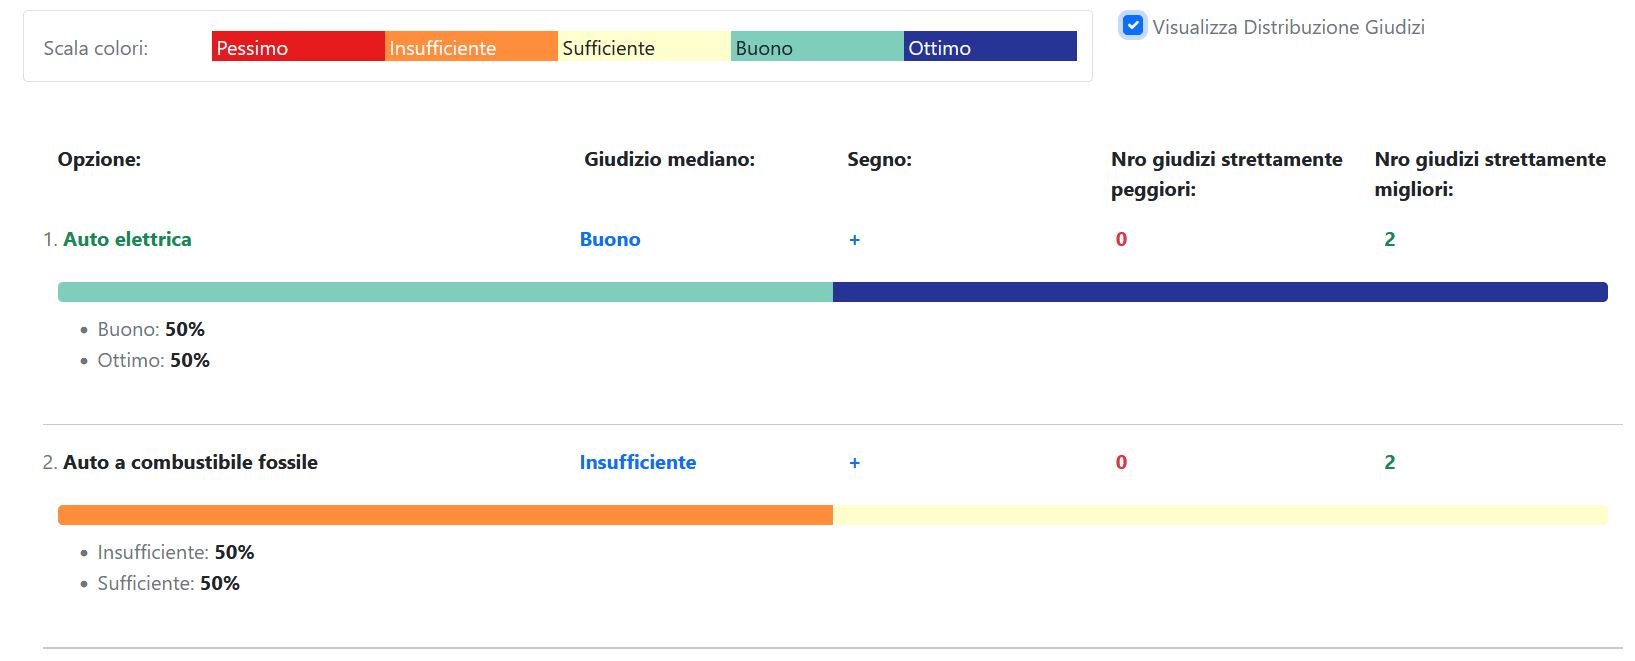 Scala colori: Pessimo Insufficiente Sufficiente Buono Ottimo
Visualizza Distribuzione Giudizi
Opzione: Giudizio mediano: Segno: Nro giudizi strettamente peggiori: Nro giudizi strettamente migliori:
1. Auto elettrica Buono + 0 2
• Buono: 50%
• Ottimo: 50%
2. Auto a combustibile fossile Insufficiente + 0 2
• Insufficiente: 50%
• Sufficiente: 50%